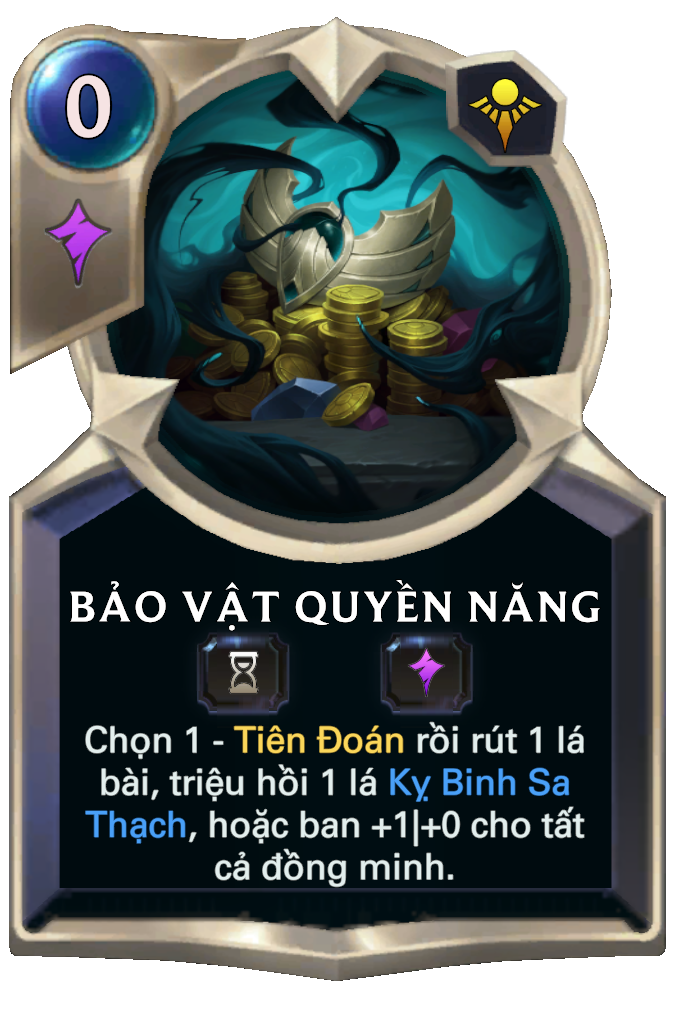 0
BẢO VẬT QUYỀN NĂNG
Chọn 1 - Tiên Đoán rồi rút 1 lá
bài, triệu hồi 1 lá Kỵ Binh Sa
Thạch, hoặc ban +1|+0 cho tất
cả đồng minh.